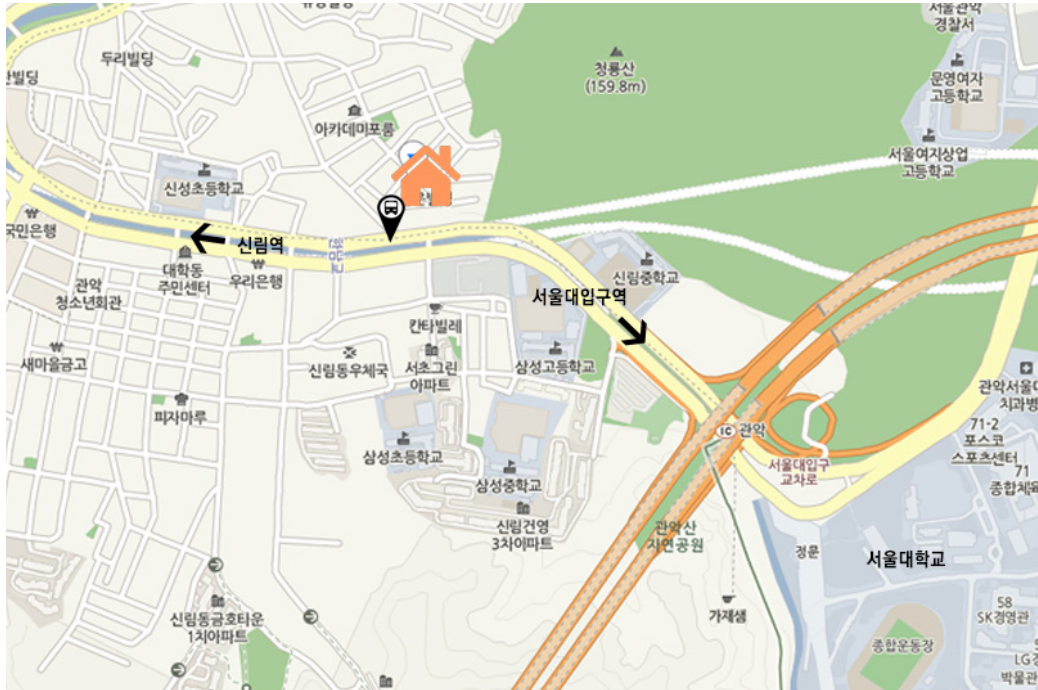 두리빌딩
아카데미포룸
신성초등학교
국민은행
신림역
대학동
주민센터
우리은행
관악
청소년회관
새마을금고
피자마루
신림동우체국
칸타빌레
서초그린
아파트
삼성고등학교
삼성초등학교
삼성중학교
신림건영
3차아파트
신림동금호타운
1차아파트
청룡산
(159.8m)
서울관악
경찰서
운영여자
고등학교
서울여자상업
고등학교
신림중학교
서울대입구역
IC 관악
서울대입구
교차로
관악산
자연공원
가재샘
정문
서울대학교
관악서울대
치과병
71-2
포스코
스포츠센터
71
종합체육
58
SK경영관
종합운동장
LG경
박물관